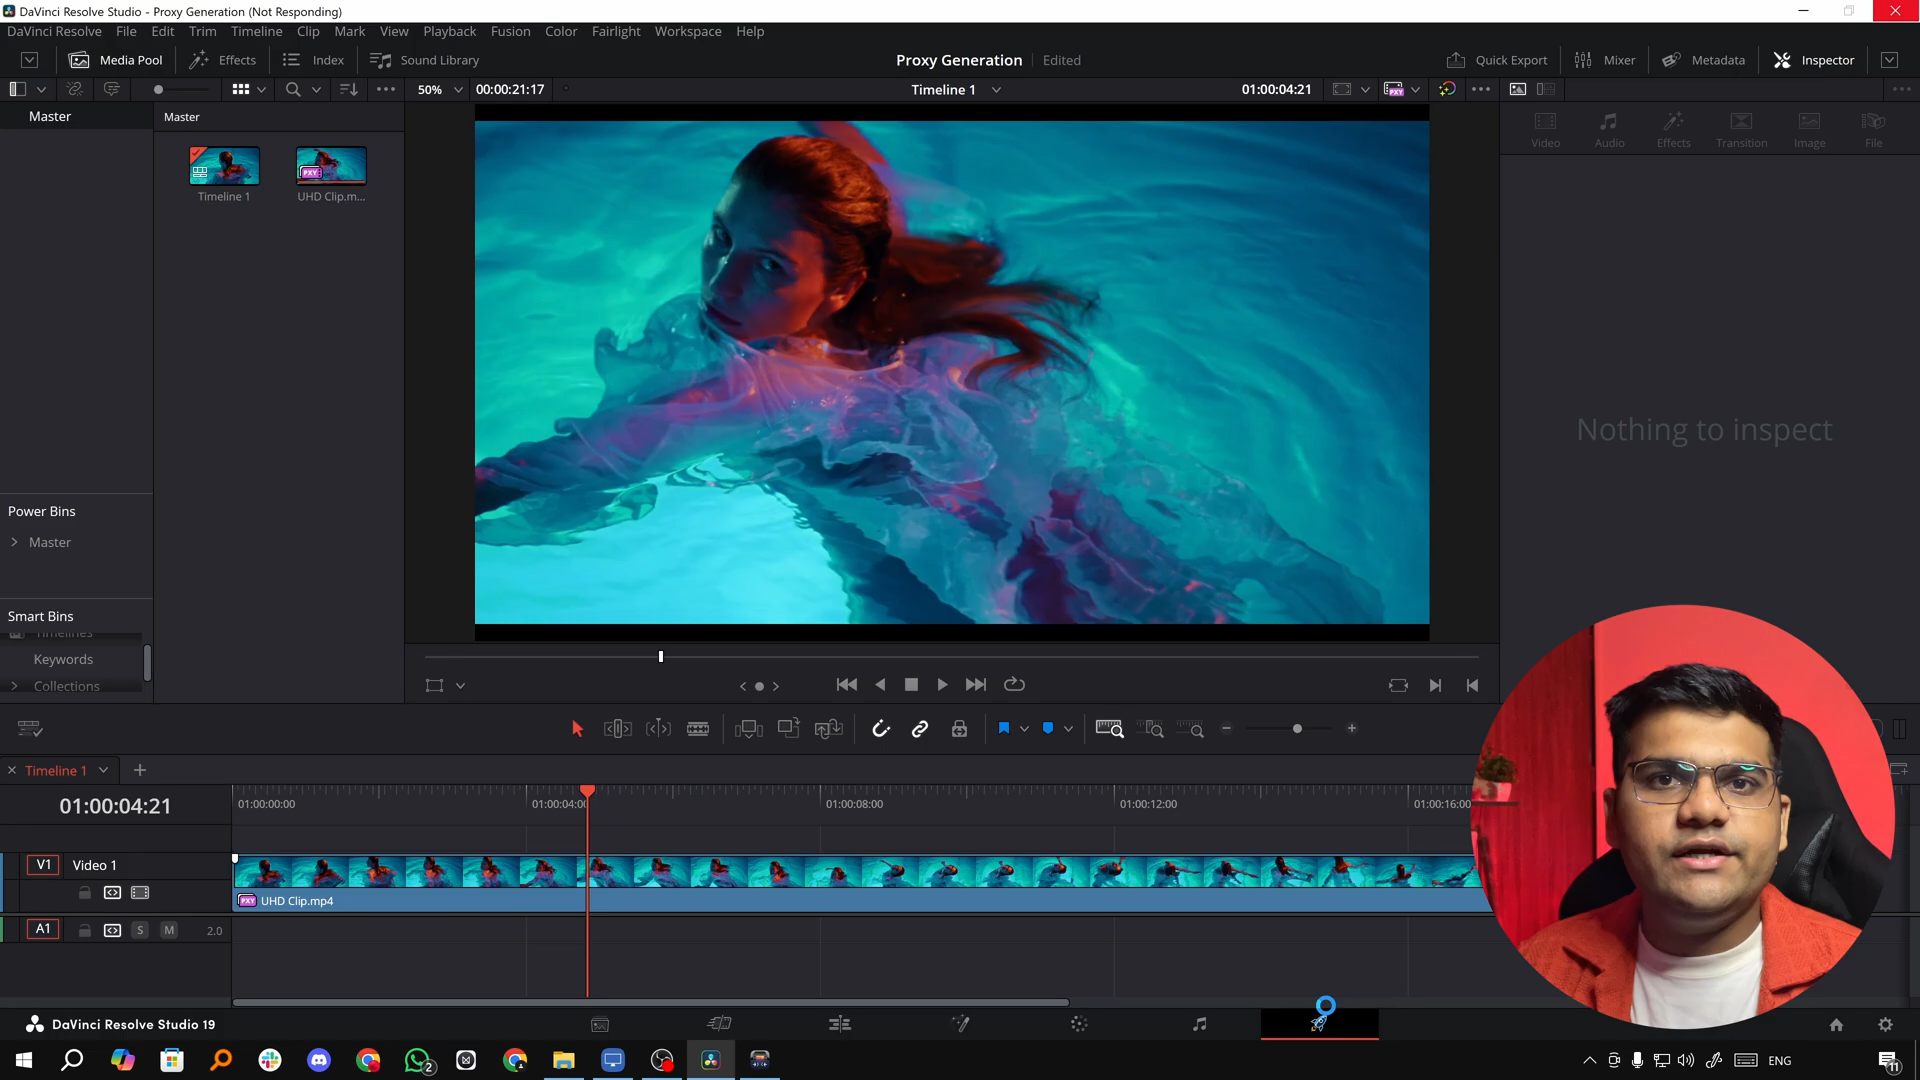 DaVinci Resolve Studio - Proxy Generation (Not Responding)
DaVinci Resolve File Edit Trim Timeline Clip Mark View Playback Fusion Color Fairlight Workspace Help
Media Pool Effects Index Sound Library Proxy Generation Edited Quick Export Mixer Metadata Inspector
50% 00:00:21:17 Timeline 1 01:00:04:21
Master Master
Video Audio Effects Transition Image File
PXY
Timeline 1 UHD Clip.m...
Nothing to inspect
Power Bins
Master
Smart Bins
Timelines
Keywords
Collections
Timeline 1
01:00:04:21 01:00:00:00 01:00:04:00 01:00:08:00 01:00:12:00 01:00:16:00
V1 Video 1
PXY UHD Clip.mp4
A1 S M 2.0
DaVinci Resolve Studio 19
2 ENG 11